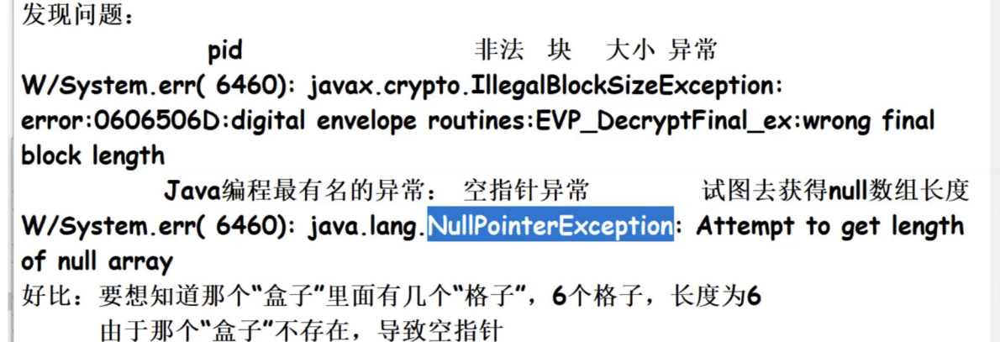 发现问题：
pid 非法 块 大小 异常
W/System.err( 6460): javax.crypto.IllegalBlockSizeException:
error:0606506D:digital envelope routines:EVP_DecryptFinal_ex:wrong final
block length
Java编程最有名的异常： 空指针异常 试图去获得null数组长度
W/System.err( 6460): java.lang.NullPointerException: Attempt to get length
of null array
好比：要想知道那个“盒子”里面有几个“格子”，6个格子，长度为6
由于那个“盒子”不存在，导致空指针